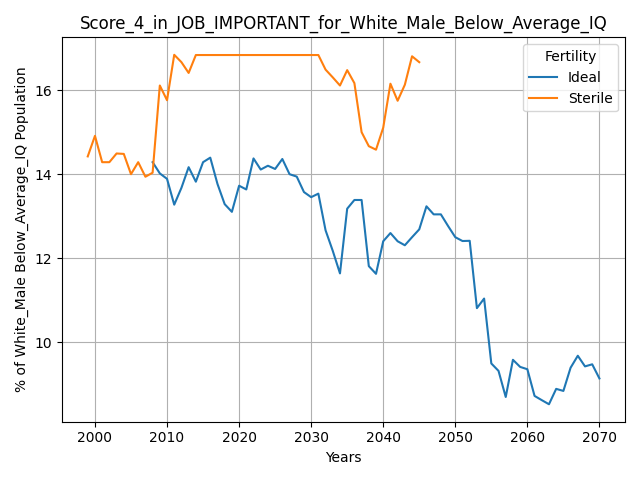 Score_4_in_JOB_IMPORTANT_for_White_Male_Below_Average_IQ
% of White_Male Below_Average_IQ Population
16
14
12
10
Fertility
Ideal
Sterile
2000 2010 2020 2030 2040 2050 2060 2070
Years